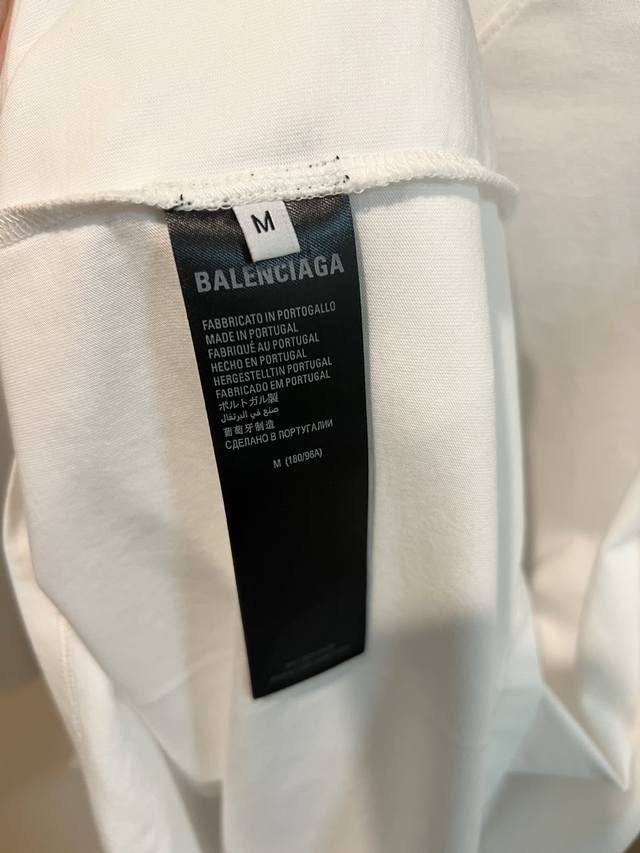 M
BALENCIAGA
FABBRICATO IN PORTOGALLO
MADE IN PORTUGAL
FABRIQUÉ AU PORTUGAL
HECHO EN PORTUGAL
HERGESTELLTIN PORTUGAL
FABRICADO EM PORTUGAL
ポルトガル製
صنع في البرتغال
葡萄牙制造
СДЕЛАНО В ПОРТУГАЛИИ
M (180/96A)